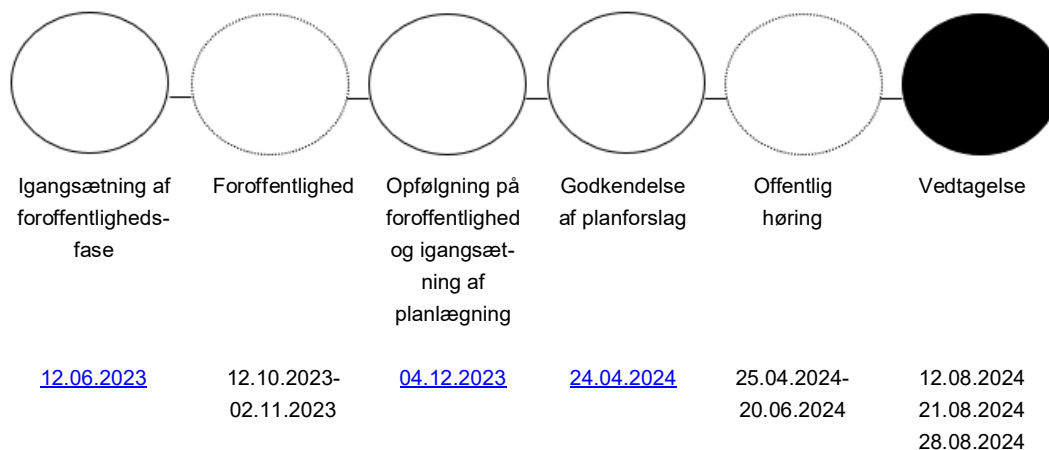 Igangsætning af
foroffentligheds-
fase
Foroffentlighed
Opfølgning på
foroffentlighed
og igangsæt-
ning af
planlægning
Godkendelse
af planforslag
Offentlig
høring
Vedtagelse
12.06.2023
12.10.2023-
02.11.2023
04.12.2023
24.04.2024
25.04.2024-
20.06.2024
12.08.2024
21.08.2024
28.08.2024